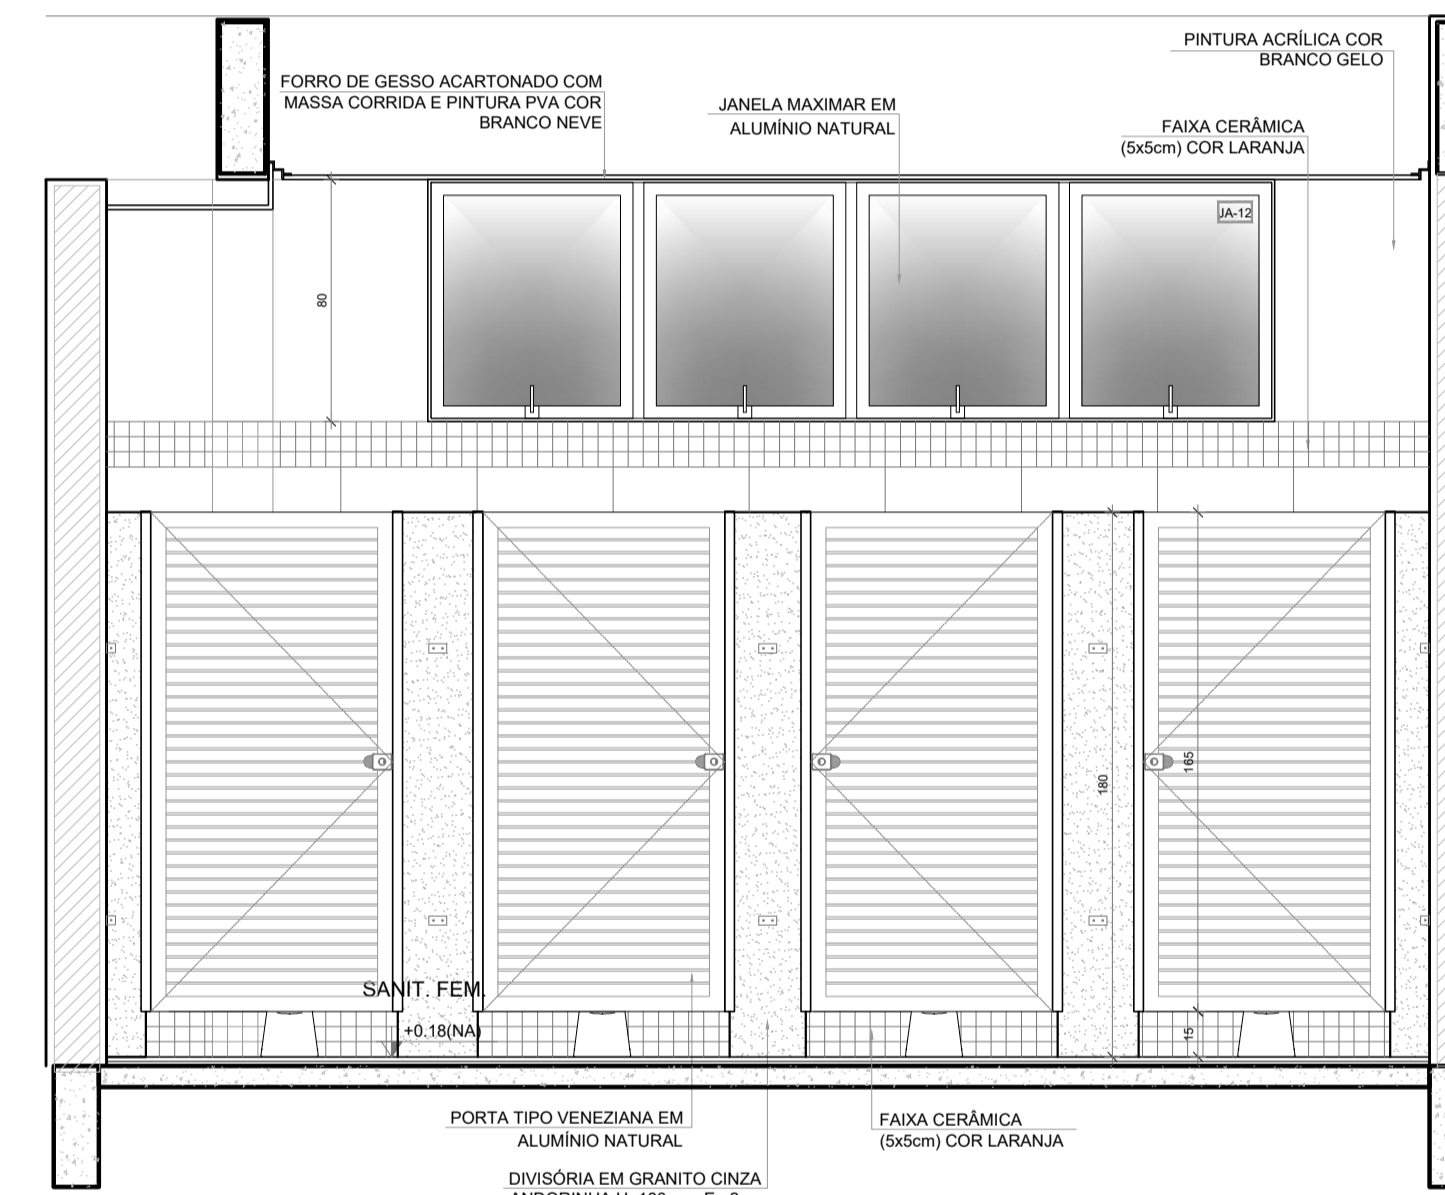 PINTURA ACRÍLICA COR
BRANCO GELO
FORRO DE GESSO ACARTONADO COM
MASSA CORRIDA E PINTURA PVA COR
BRANCO NEVE
JANELA MAXIMAR EM
ALUMÍNIO NATURAL
FAIXA CERÂMICA
(5x5cm) COR LARANJA
JA-12
80
180
165
SANIT. FEM.
+0.18(NA)
15
PORTA TIPO VENEZIANA EM
ALUMÍNIO NATURAL
FAIXA CERÂMICA
(5x5cm) COR LARANJA
DIVISÓRIA EM GRANITO CINZA